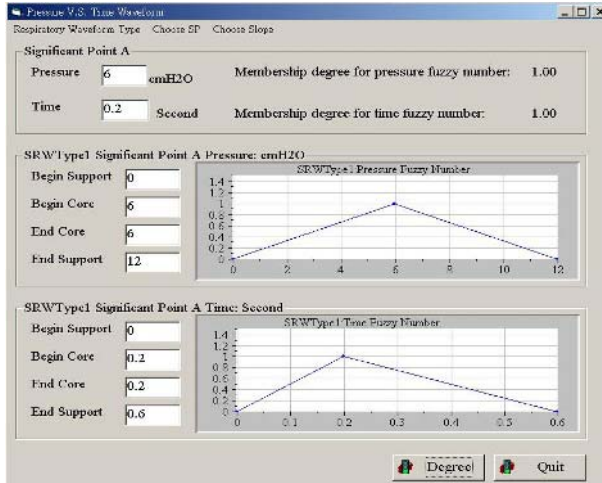 Pressure V.S. Time Waveform
Respiratory Waveform Type Choose SP Choose Slope
Significant Point A
Pressure 6 cmH2O Membership degree for pressure fuzzy number: 1.00
Time 0.2 Second Membership degree for time fuzzy number: 1.00
SRWType1 Significant Point A Pressure: cmH2O
Begin Support 0
Begin Core 6
End Core 6
End Support 12
SRWType1 Pressure Fuzzy Number
1.4
1.2
1
0.8
0.6
0.4
0.2
0
0 2 4 6 8 10 12
SRWType1 Significant Point A Time: Second
Begin Support 0
Begin Core 0.2
End Core 0.2
End Support 0.6
SRWType1 Time Fuzzy Number
1.4
1.2
1
0.8
0.6
0.4
0.2
0
0 0.1 0.2 0.3 0.4 0.5 0.6
Degree Quit